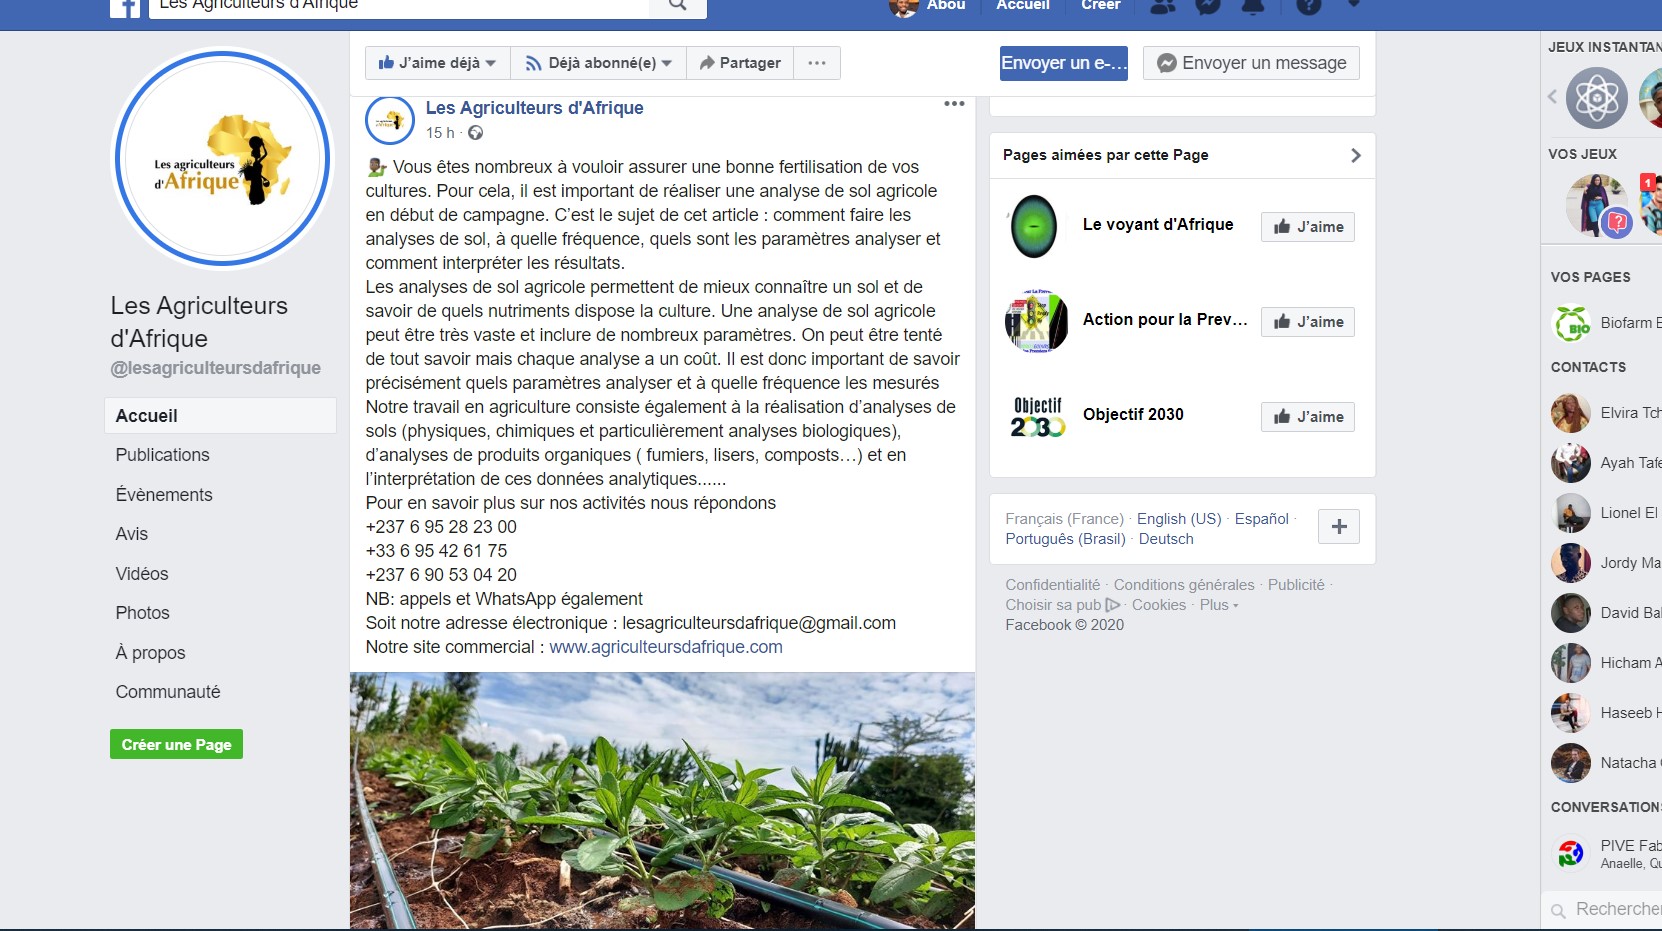 Les Agriculteurs d'Afrique
Abou
Accueil
Créer
J'aime déjà
Déjà abonné(e)
Partager
Envoyer un e-...
Envoyer un message
Les agriculteurs
d'Afrique
Les Agriculteurs
d'Afrique
@lesagriculteursdafrique
Accueil
Publications
Évènements
Avis
Vidéos
Photos
À propos
Communauté
Créer une Page
Les Agriculteurs d'Afrique
15 h ·
Vous êtes nombreux à vouloir assurer une bonne fertilisation de vos
cultures. Pour cela, il est important de réaliser une analyse de sol agricole
en début de campagne. C'est le sujet de cet article : comment faire les
analyses de sol, à quelle fréquence, quels sont les paramètres analyser et
comment interpréter les résultats.
Les analyses de sol agricole permettent de mieux connaître un sol et de
savoir de quels nutriments dispose la culture. Une analyse de sol agricole
peut être très vaste et inclure de nombreux paramètres. On peut être tenté
de tout savoir mais chaque analyse a un coût. Il est donc important de savoir
précisément quels paramètres analyser et à quelle fréquence les mesurés
Notre travail en agriculture consiste également à la réalisation d'analyses de
sols (physiques, chimiques et particulièrement analyses biologiques),
d'analyses de produits organiques ( fumiers, lisers, composts…) et en
l'interprétation de ces données analytiques......
Pour en savoir plus sur nos activités nous répondons
+237 6 95 28 23 00
+33 6 95 42 61 75
+237 6 90 53 04 20
NB: appels et WhatsApp également
Soit notre adresse électronique : lesagriculteursdafrique@gmail.com
Notre site commercial : www.agriculteursdafrique.com
Pages aimées par cette Page
Le voyant d'Afrique
J'aime
Action pour la Prev...
J'aime
Objectif
2030
Objectif 2030
J'aime
Français (France) · English (US) · Español ·
Português (Brasil) · Deutsch
Confidentialité · Conditions générales · Publicité ·
Choisir sa pub · Cookies · Plus
Facebook © 2020
JEUX INSTANTAN
VOS JEUX
1
VOS PAGES
BIO
Biofarm
CONTACTS
Elvira Tch
Ayah Tafe
Lionel El
Jordy Ma
David Bal
Hicham A
Haseeb H
Natacha
CONVERSATIONS
PIVE Fab
Anaelle, Qu
Rechercher